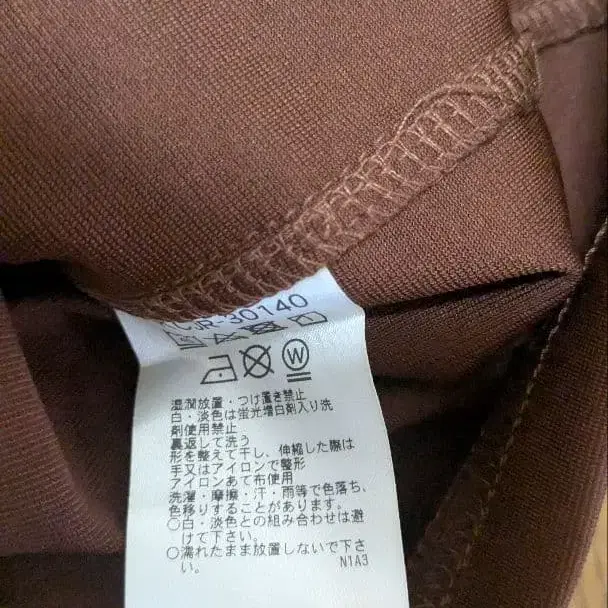 CJR-30140
W
湿潤放置・つけ置き禁止
白・淡色は蛍光増白剤入り洗
剤使用禁止
裏返して洗う
形を整えて干し、伸縮した際は
手又はアイロンで整形
アイロンあて布使用
洗濯・摩擦・汗・雨等で色落ち、
色移りすることがあります。
○白・淡色との組み合わせは避
けて下さい。
○濡れたまま放置しないで下さ
い。
N1A3